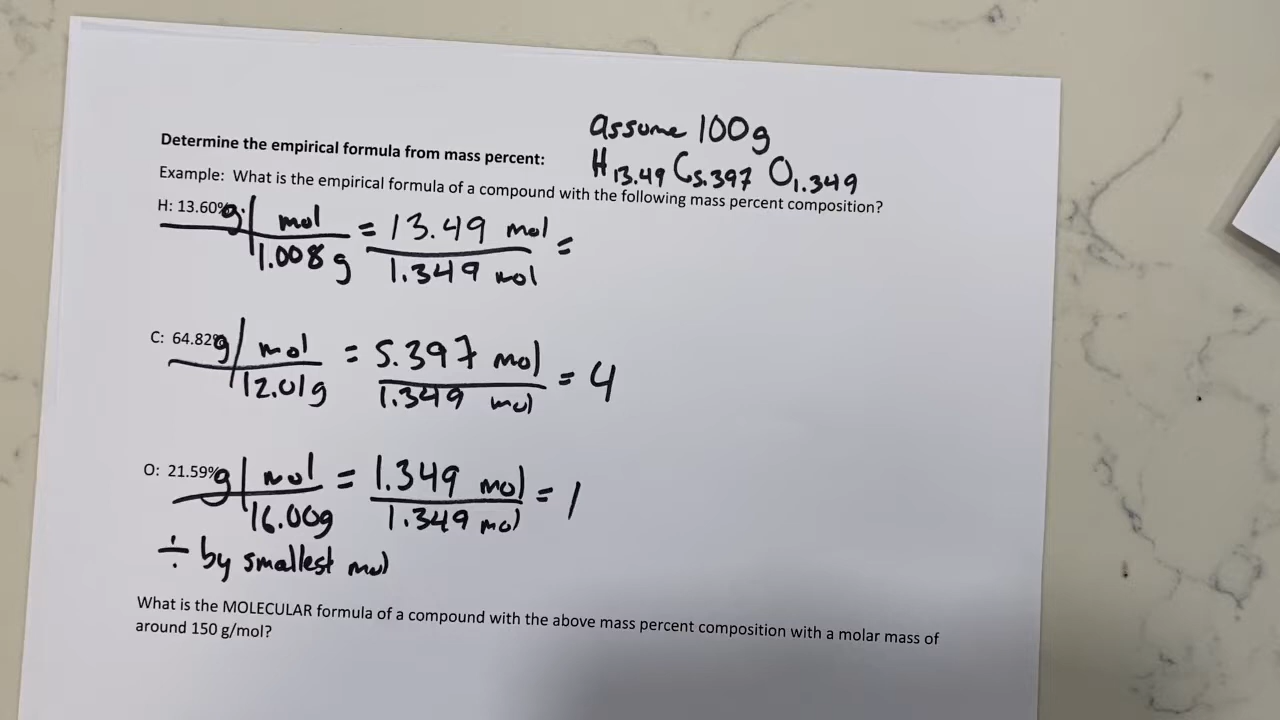 assume 100g
Determine the empirical formula from mass percent:
H13.49 C5.397 O1.349
Example: What is the empirical formula of a compound with the following mass percent composition?
H: 13.60% g | mol = 13.49 mol =
1.008 g 1.349 mol
C: 64.82% g | mol = 5.397 mol = 4
12.01g 1.349 mol
O: 21.59% g | mol = 1.349 mol = 1
16.00g 1.349 mol
÷ by smallest mol
What is the MOLECULAR formula of a compound with the above mass percent composition with a molar mass of
around 150 g/mol?